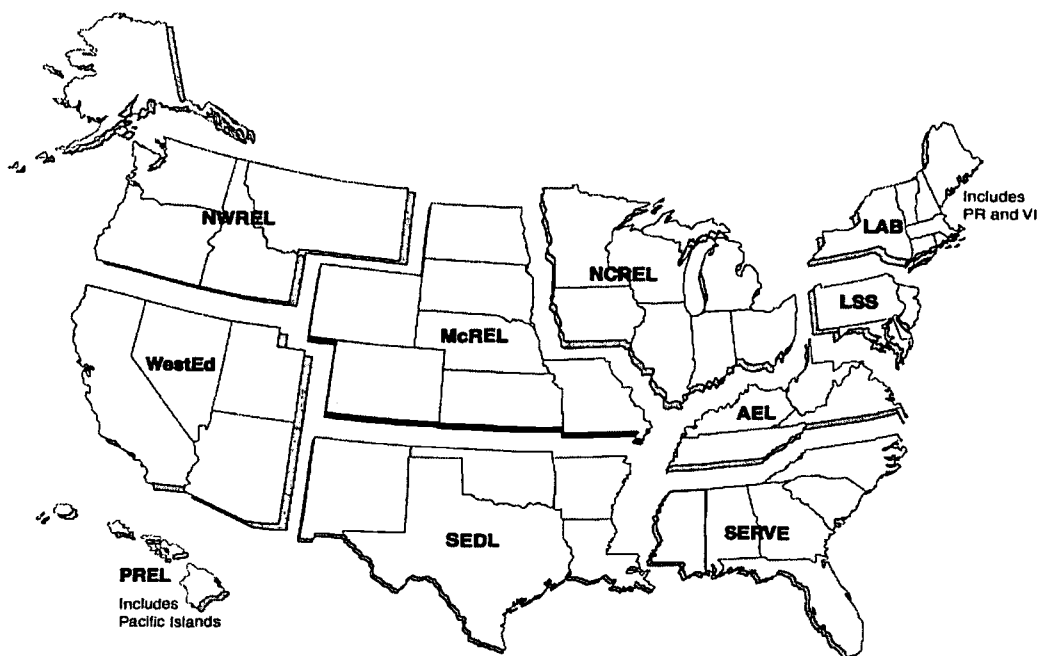 NWREL
Includes
PR and VI
LAB
NCREL
LSS
McREL
WestEd
AEL
SERVE
SEDL
PREL
Includes
Pacific Islands